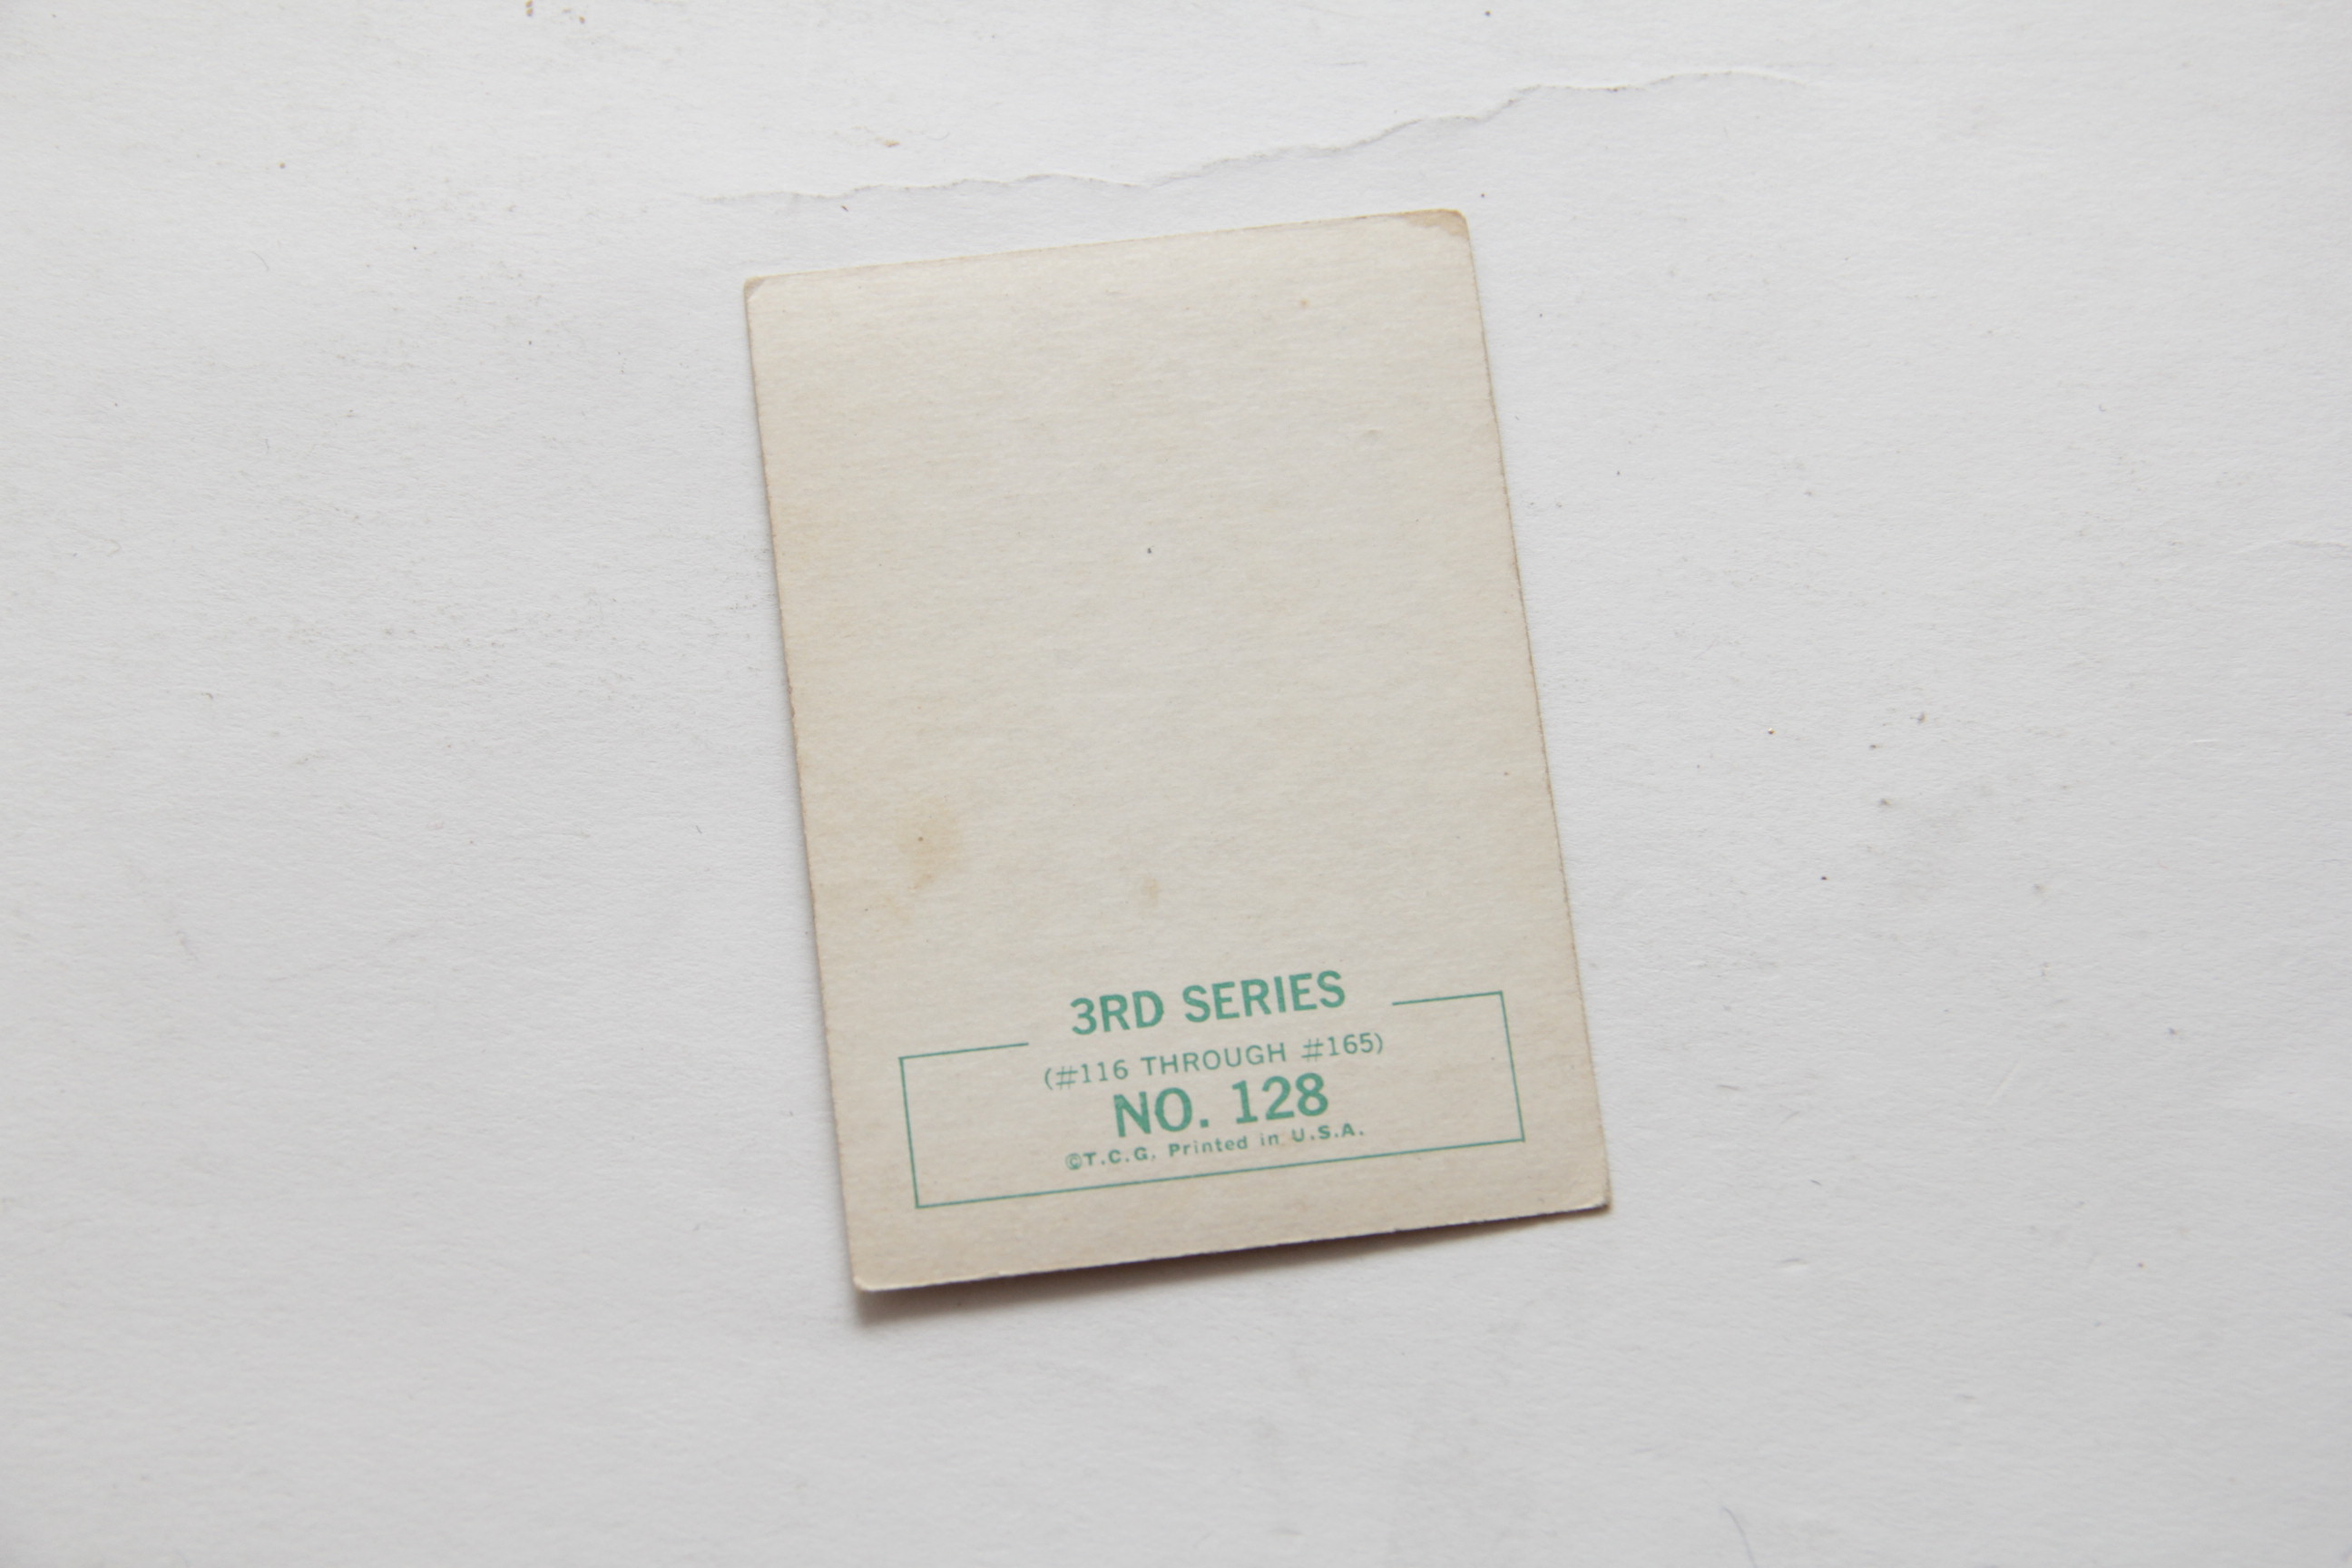 3RD SERIES
(#116 THROUGH #165)
NO. 128
©T.C.G. Printed in U.S.A.